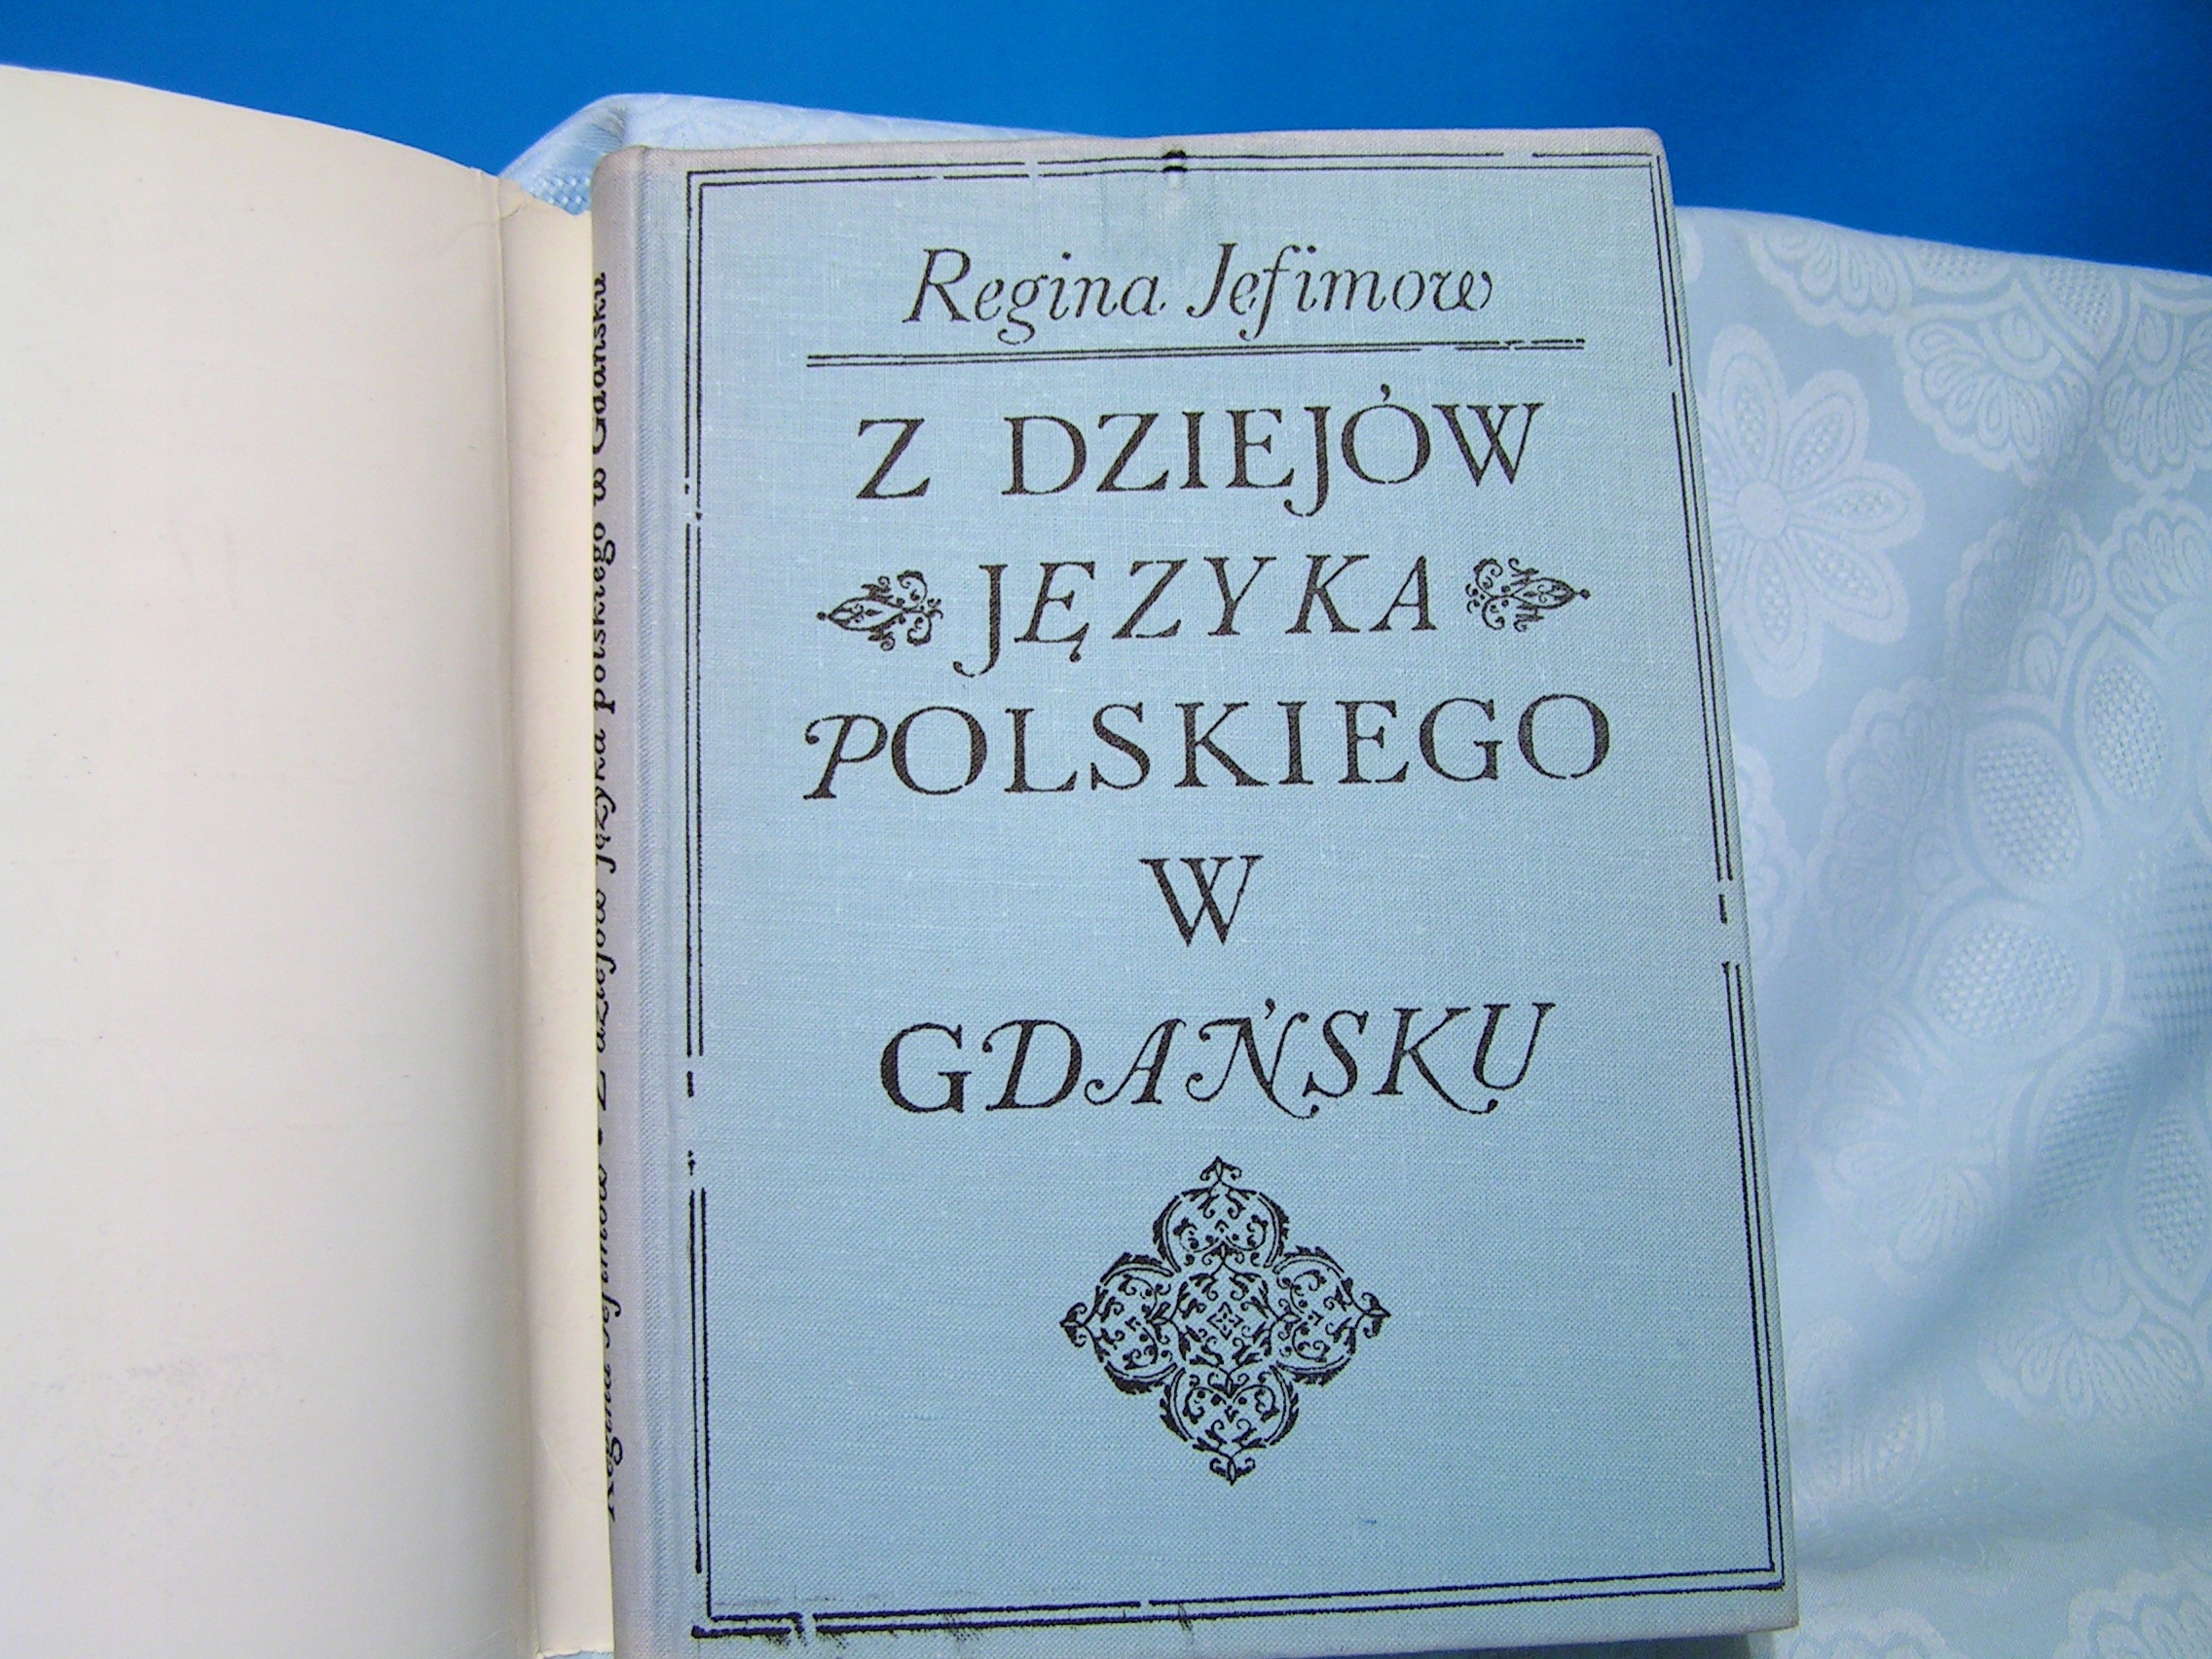 Regina Jefimow
Z DZIEJÓW
JĘZYKA
POLSKIEGO
W
GDAŃSKU
Regina Jefimow • Z dziejów języka polskiego w Gdańsku